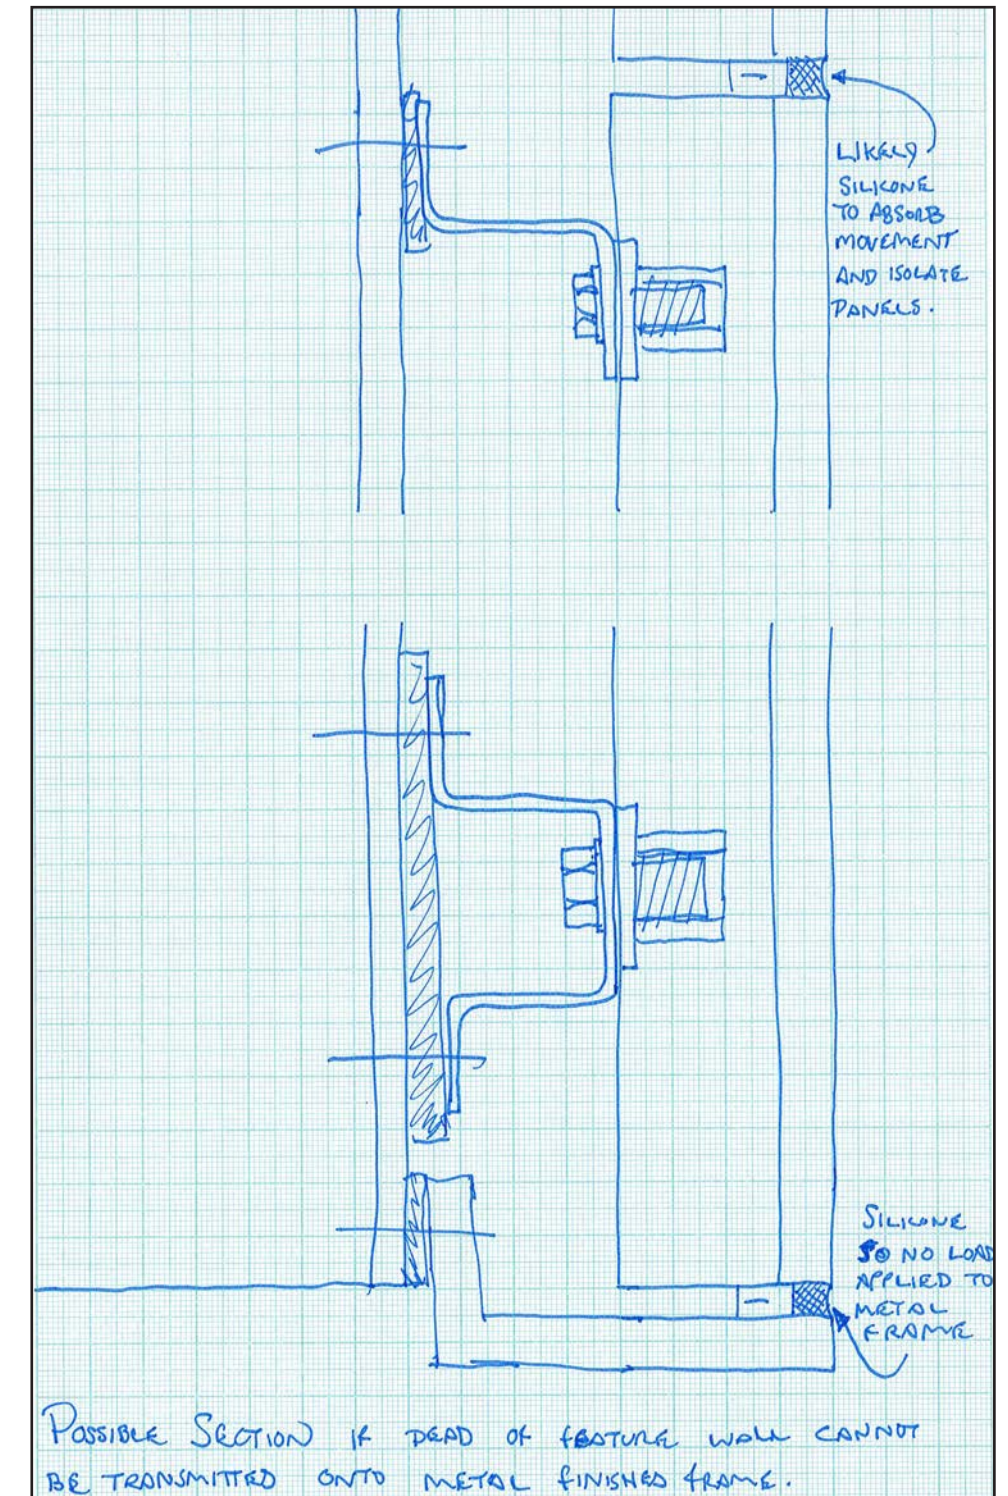 LIKELY
SILICONE
TO ABSORB
MOVEMENT
AND ISOLATE
PANELS.
SILICONE
SO NO LOAD
APPLIED TO
METAL
FRAME
POSSIBLE SECTION IF DEAD OF FEATURE WALL CANNOT
BE TRANSMITTED ONTO METAL FINISHED FRAME.